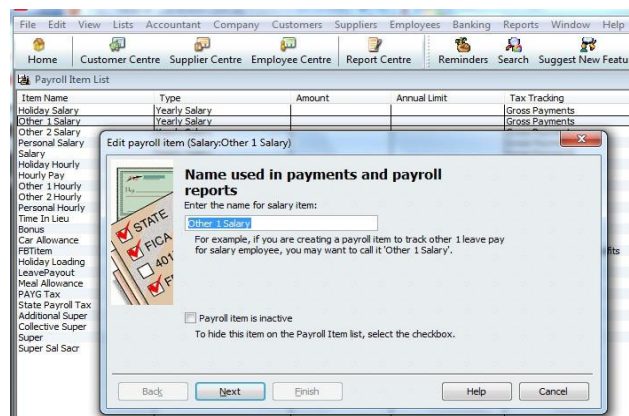 File Edit View Lists Accountant Company Customers Suppliers Employees Banking Reports Window Help
Home Customer Centre Supplier Centre Employee Centre Report Centre Reminders Search Suggest New Featu
Payroll Item List
Item Name Type Amount Annual Limit Tax Tracking
Holiday Salary Yearly Salary Gross Payments
Other 1 Salary Yearly Salary Gross Payments
Other 2 Salary
Personal Salary
Salary
Holiday Hourly
Hourly Pay
Other 1 Hourly
Other 2 Hourly
Personal Hourly
Time In Lieu
Bonus
Car Allowance
FBTitem fits
Holiday Loading
LeavePayout
Meal Allowance
PAYG Tax
State Payroll Tax
Additional Super
Collective Super
Super
Super Sal Sacr
Edit payroll item (Salary:Other 1 Salary)
STATE
FICA
401
Name used in payments and payroll
reports
Enter the name for salary item:
Other 1 Salary
For example, if you are creating a payroll item to track other 1 leave pay
for salary employee, you may want to call it 'Other 1 Salary'.
Payroll item is inactive
To hide this item on the Payroll Item list, select the checkbox.
Back Next Finish Help Cancel